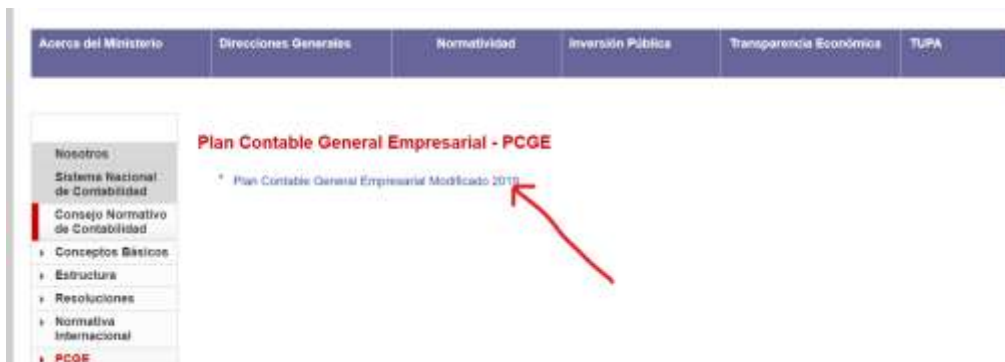 Acerca del Ministerio
Direcciones Generales
Normatividad
Inversión Pública
Transparencia Económica
TUPA
Plan Contable General Empresarial - PCGE
Plan Contable General Empresarial Modificado 2019
Nosotros
Sistema Nacional
de Contabilidad
Consejo Normativo
de Contabilidad
Conceptos Básicos
Estructura
Resoluciones
Normativa
Internacional
PCGE